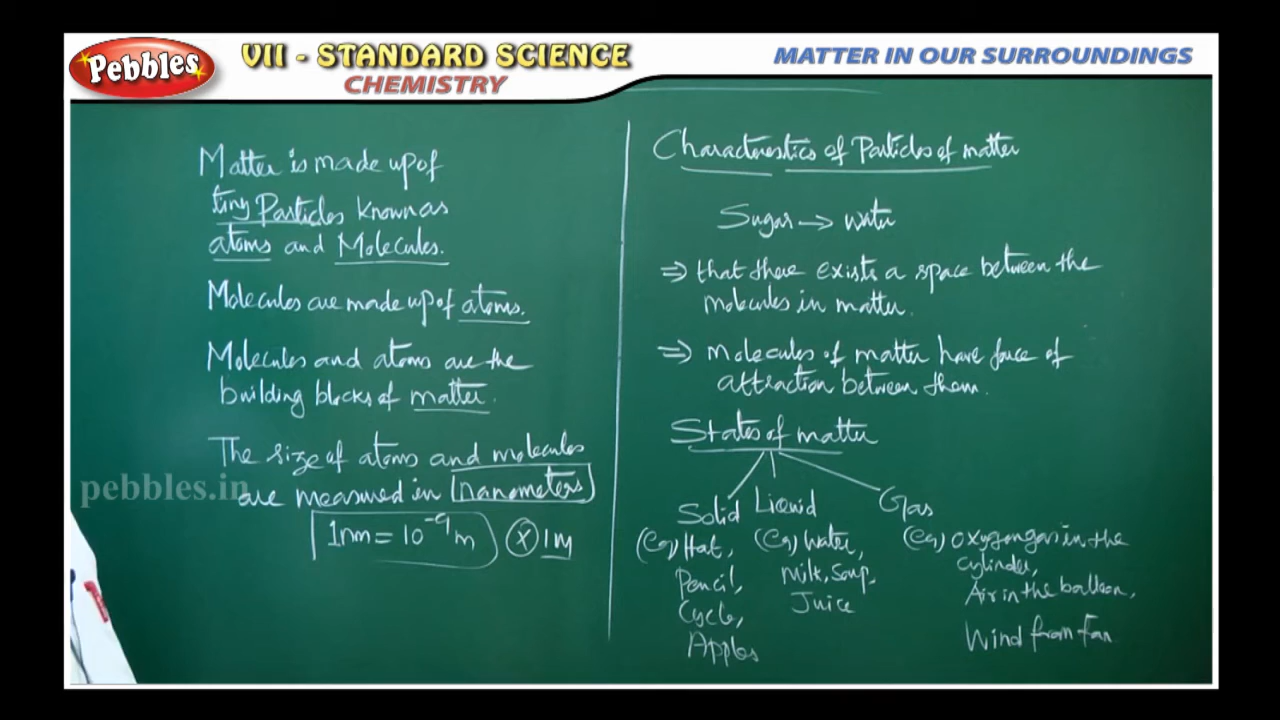 Pebbles
VII - STANDARD SCIENCE
CHEMISTRY
MATTER IN OUR SURROUNDINGS
Matter is made up of
tiny Particles known as
atoms and Molecules.
Molecules are made up of atoms.
Molecules and atoms are the
building blocks of matter.
The size of atoms and molecules
are measured in nanometers
1nm = 10⁻⁹m ⓧ 1m
pebbles.in
Characteristics of Particles of matter
Sugar → water
⇒ that there exists a space between the
molecules in matter.
⇒ molecules of matter have force of
attraction between them.
States of matter
Solid Liquid Gas
(eg) Hat,
Pencil,
Cycle,
Apples
(eg) Water,
Milk, Soup,
Juice
(eg) Oxygen gas in the
cylinder,
Air in the balloon,
Wind from fan